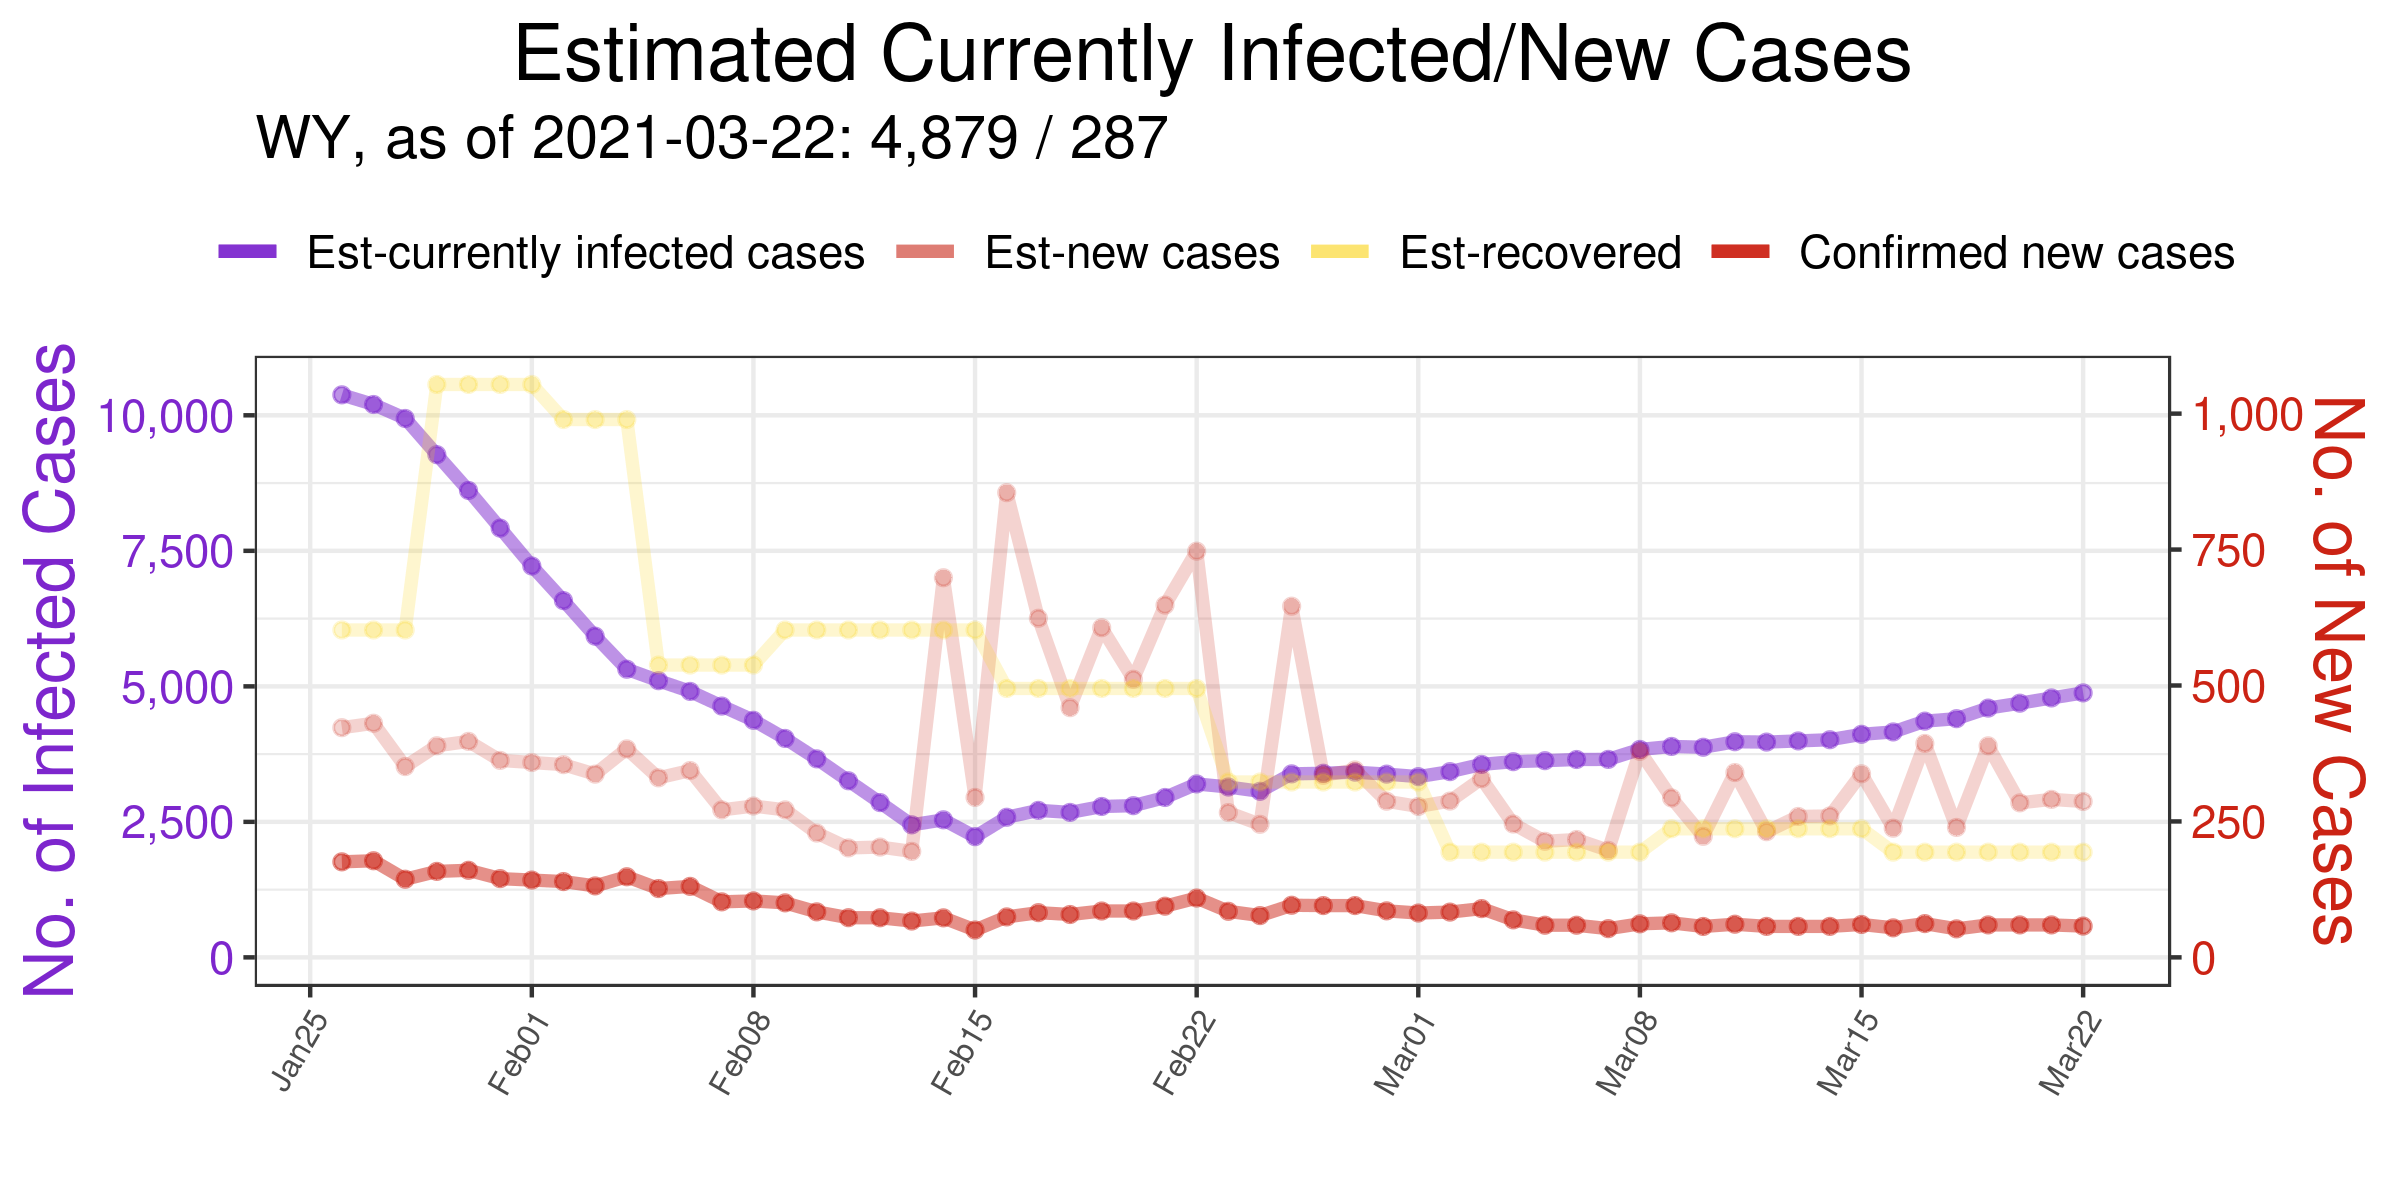 Estimated Currently Infected/New Cases
WY, as of 2021-03-22: 4,879 / 287
Est-currently infected cases Est-new cases Est-recovered Confirmed new cases
No. of Infected Cases
10,000
7,500
5,000
2,500
0
1,000
750
500
250
0
No. of New Cases
Jan25 Feb01 Feb08 Feb15 Feb22 Mar01 Mar08 Mar15 Mar22